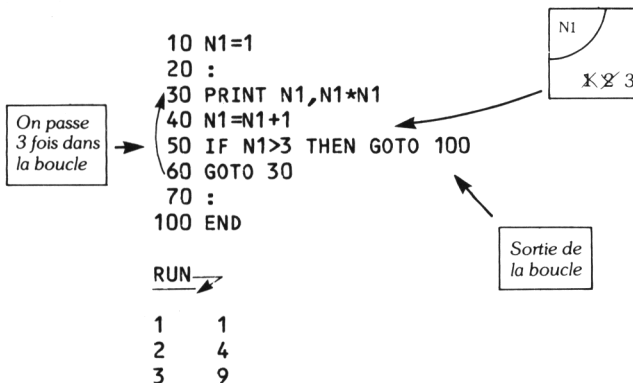 10 N1=1
20 :
30 PRINT N1,N1*N1
40 N1=N1+1
50 IF N1>3 THEN GOTO 100
60 GOTO 30
70 :
100 END
On passe
3 fois dans
la boucle
N1
1 2 3
Sortie de
la boucle
RUN
1 1
2 4
3 9